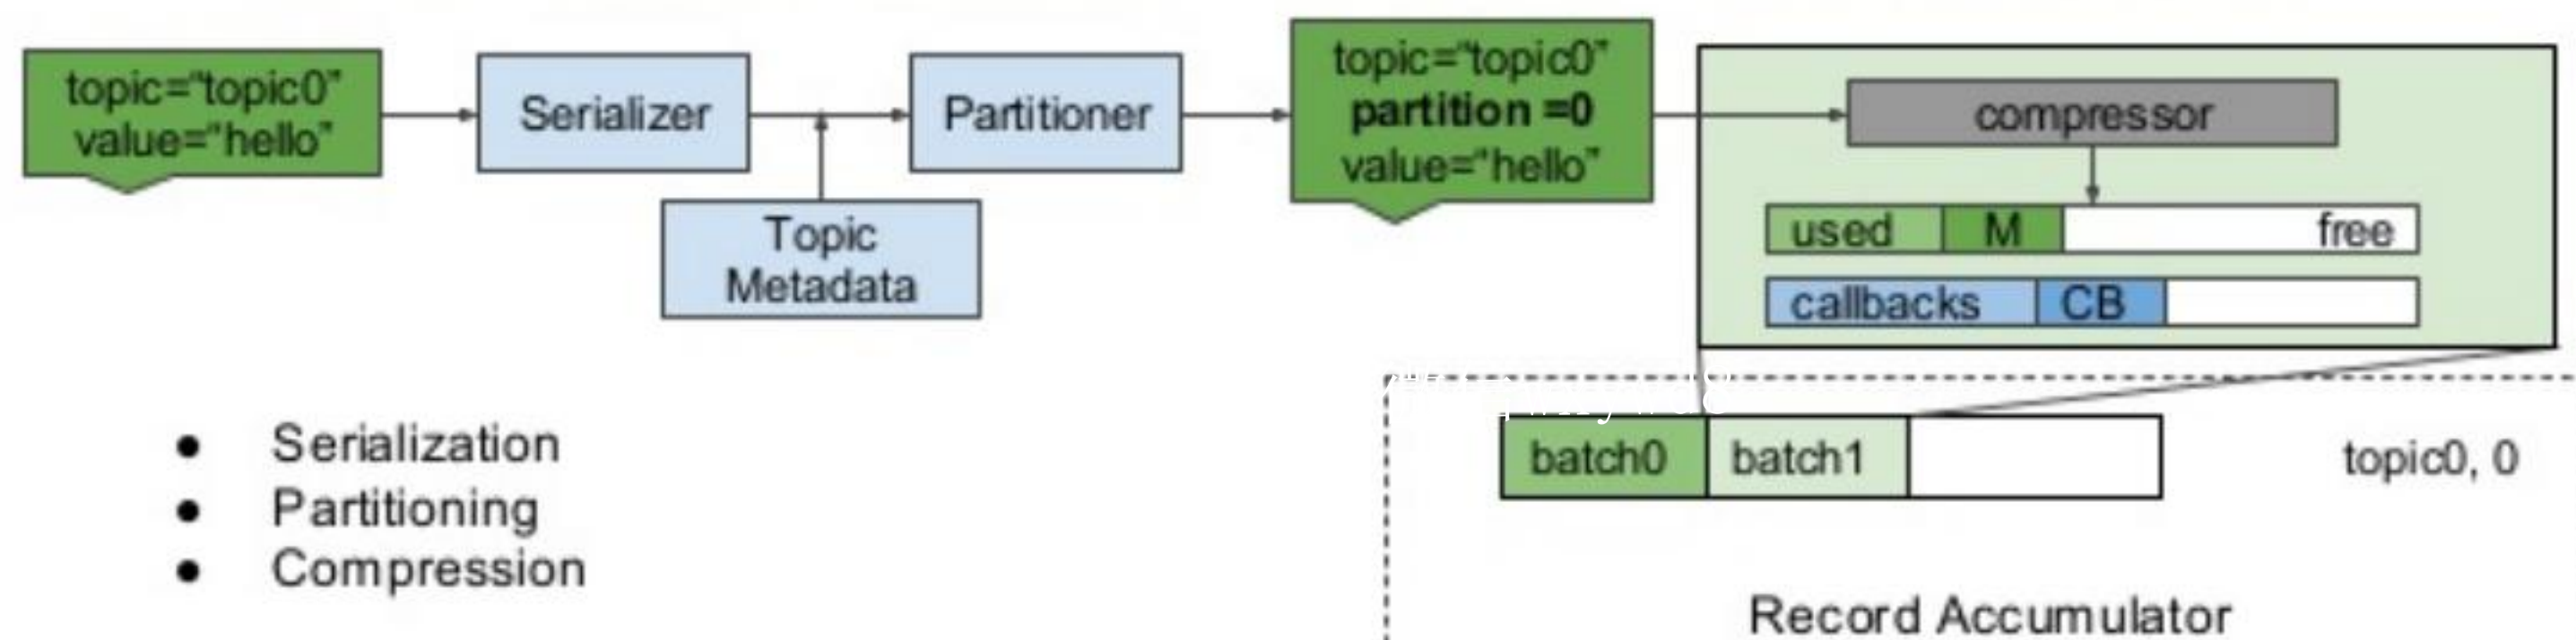 topic=“topic0”
value=“hello”
Serializer
Topic
Metadata
Partitioner
topic=“topic0”
partition =0
value=“hello”
compressor
used
M
free
callbacks
CB
batch0
batch1
topic0, 0
Record Accumulator
● Serialization
● Partitioning
● Compression